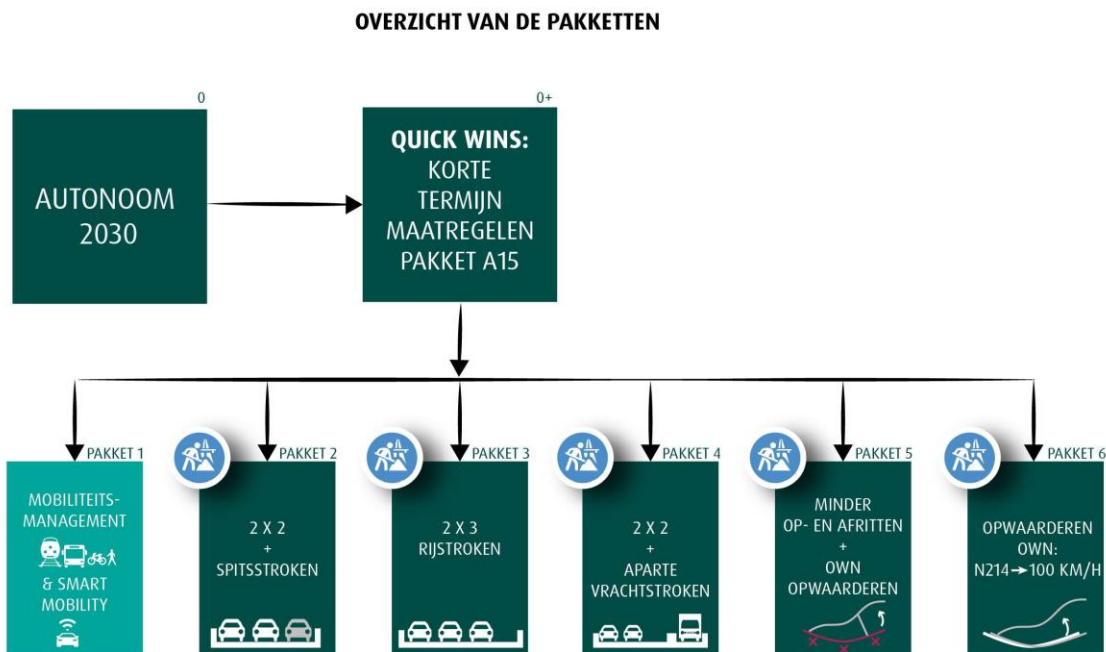 OVERZICHT VAN DE PAKKETTEN
0
AUTONOOM
2030
0+
QUICK WINS:
KORTE
TERMIJN
MAATREGELEN
PAKKET A15
PAKKET 1
MOBILITEITS-
MANAGEMENT
& SMART
MOBILITY
PAKKET 2
2 X 2
+
SPITSSTROKEN
PAKKET 3
2 X 3
RIJSTROKEN
PAKKET 4
2 X 2
+
APARTE
VRACHTSTROKEN
PAKKET 5
MINDER
OP- EN AFRITTEN
+
OWN
OPWAARDEREN
PAKKET 6
OPWAARDEREN
OWN:
N214→100 KM/H